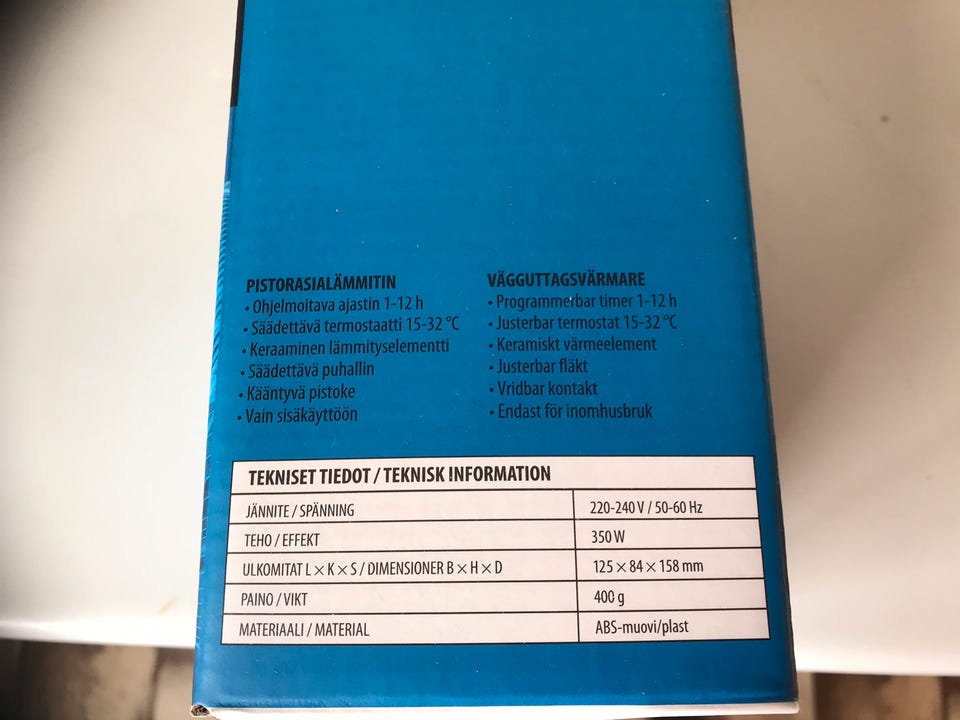 PISTORASIALÄMMITIN
• Ohjelmoitava ajastin 1-12 h
• Säädettävä termostaatti 15-32 °C
• Keraaminen lämmityselementti
• Säädettävä puhallin
• Kääntyvä pistoke
• Vain sisäkäyttöön
VÄGGUTTAGSVÄRMARE
• Programmerbar timer 1-12 h
• Justerbar termostat 15-32 °C
• Keramiskt värmeelement
• Justerbar fläkt
• Vridbar kontakt
• Endast för inomhusbruk
TEKNISET TIEDOT / TEKNISK INFORMATION
JÄNNITE / SPÄNNING 220-240 V / 50-60 Hz
TEHO / EFFEKT 350 W
ULKOMITAT L × K × S / DIMENSIONER B × H × D 125 × 84 × 158 mm
PAINO / VIKT 400 g
MATERIAALI / MATERIAL ABS-muovi/plast